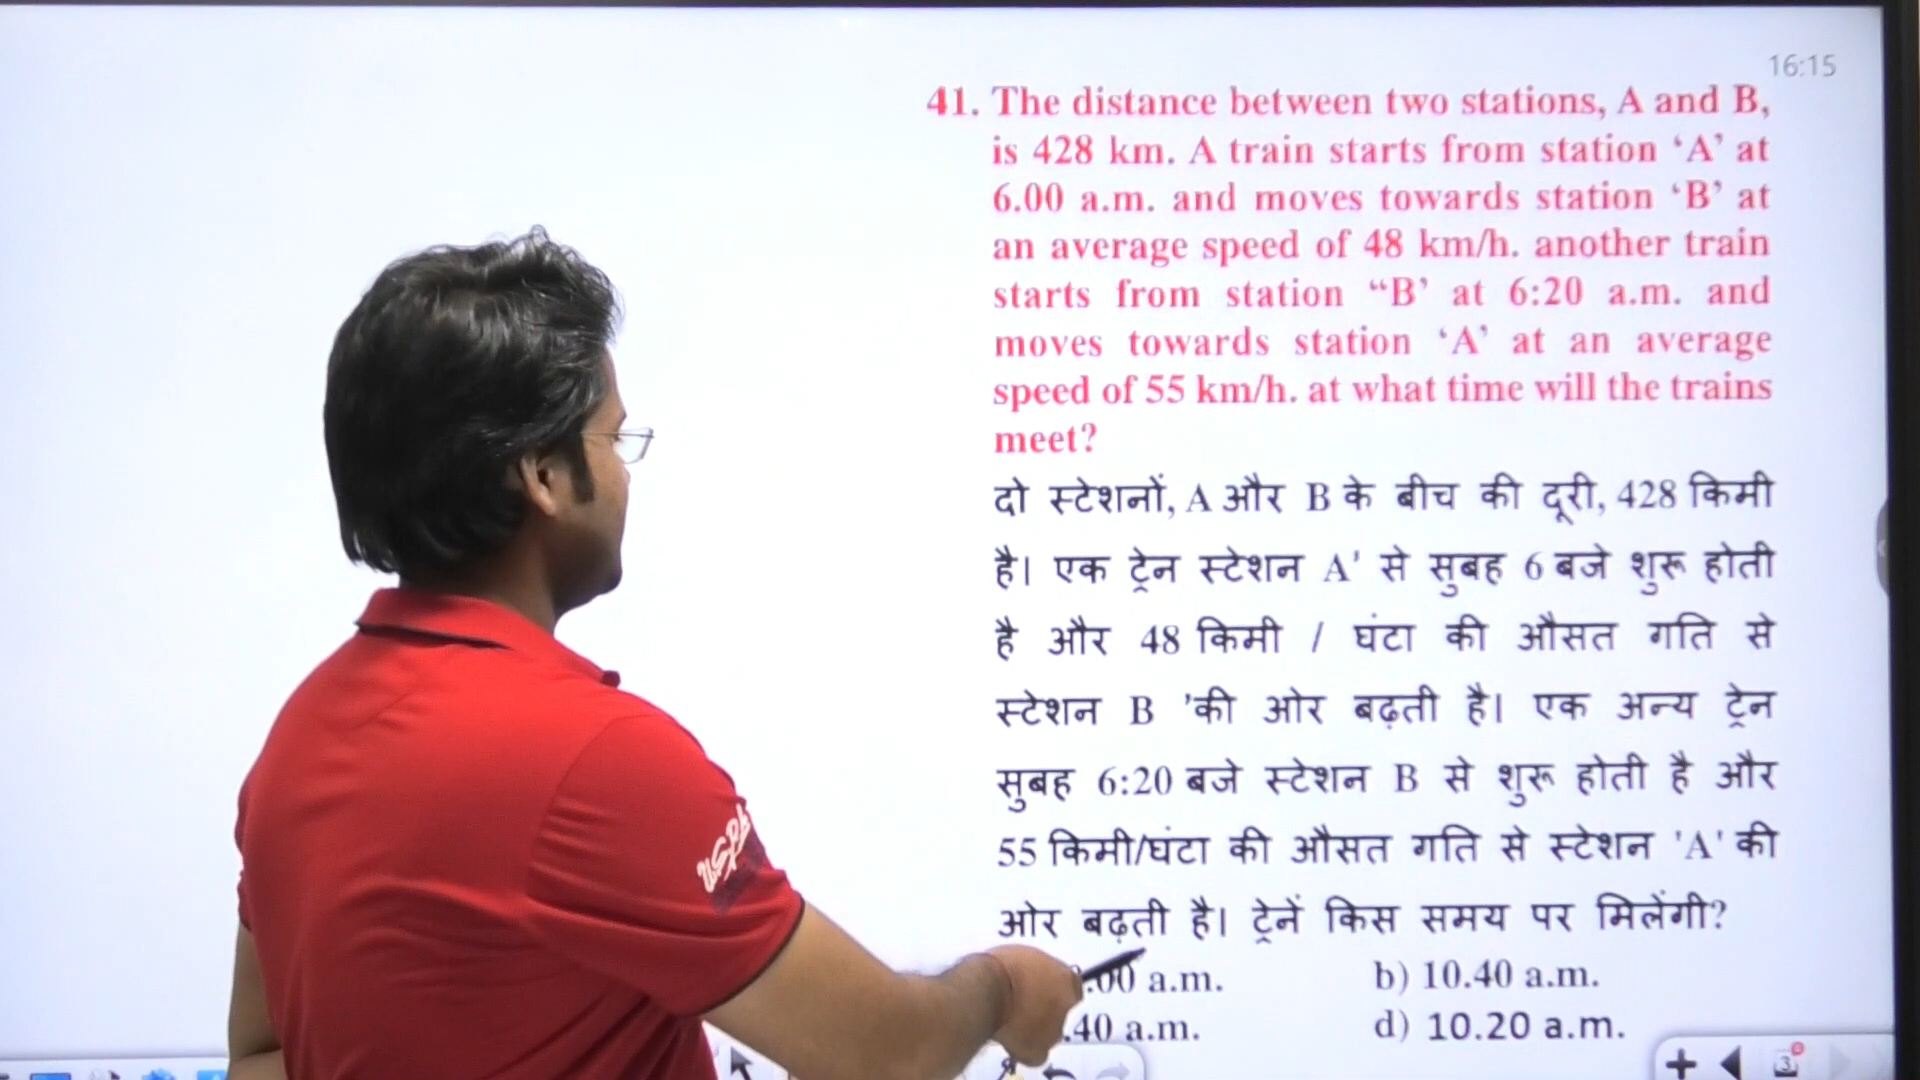 16:15
41. The distance between two stations, A and B,
is 428 km. A train starts from station ‘A’ at
6.00 a.m. and moves towards station ‘B’ at
an average speed of 48 km/h. another train
starts from station “B’ at 6:20 a.m. and
moves towards station ‘A’ at an average
speed of 55 km/h. at what time will the trains
meet?
दो स्टेशनों, A और B के बीच की दूरी, 428 किमी
है। एक ट्रेन स्टेशन A' से सुबह 6 बजे शुरू होती
है और 48 किमी / घंटा की औसत गति से
स्टेशन B 'की ओर बढ़ती है। एक अन्य ट्रेन
सुबह 6:20 बजे स्टेशन B से शुरू होती है और
55 किमी/घंटा की औसत गति से स्टेशन 'A' की
ओर बढ़ती है। ट्रेनें किस समय पर मिलेंगी?
.00 a.m. b) 10.40 a.m.
.40 a.m. d) 10.20 a.m.
3